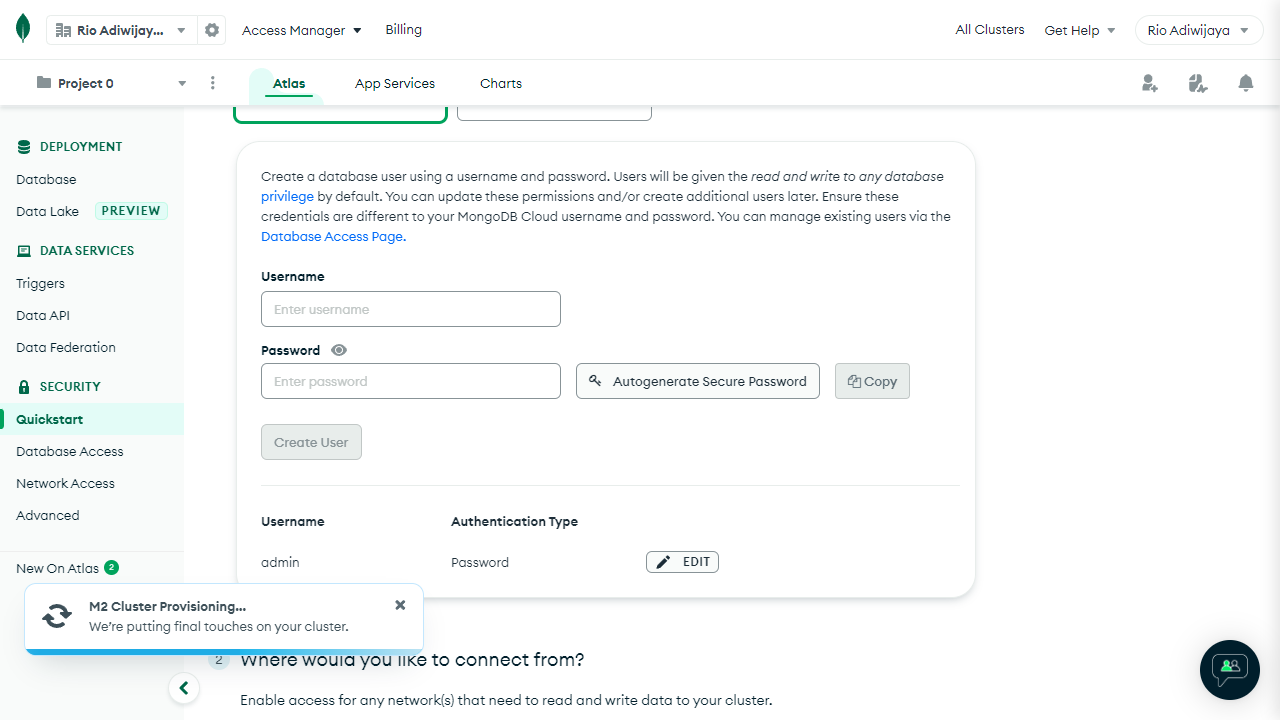 Rio Adiwijay...
Access Manager
Billing
All Clusters
Get Help
Rio Adiwijaya
Project 0
Atlas
App Services
Charts
DEPLOYMENT
Database
Data Lake PREVIEW
DATA SERVICES
Triggers
Data API
Data Federation
SECURITY
Quickstart
Database Access
Network Access
Advanced
New On Atlas 2
Create a database user using a username and password. Users will be given the read and write to any database
privilege by default. You can update these permissions and/or create additional users later. Ensure these
credentials are different to your MongoDB Cloud username and password. You can manage existing users via the
Database Access Page.
Username
Enter username
Password
Enter password
Autogenerate Secure Password
Copy
Create User
Username Authentication Type
admin Password EDIT
M2 Cluster Provisioning...
We're putting final touches on your cluster.
2 Where would you like to connect from?
Enable access for any network(s) that need to read and write data to your cluster.